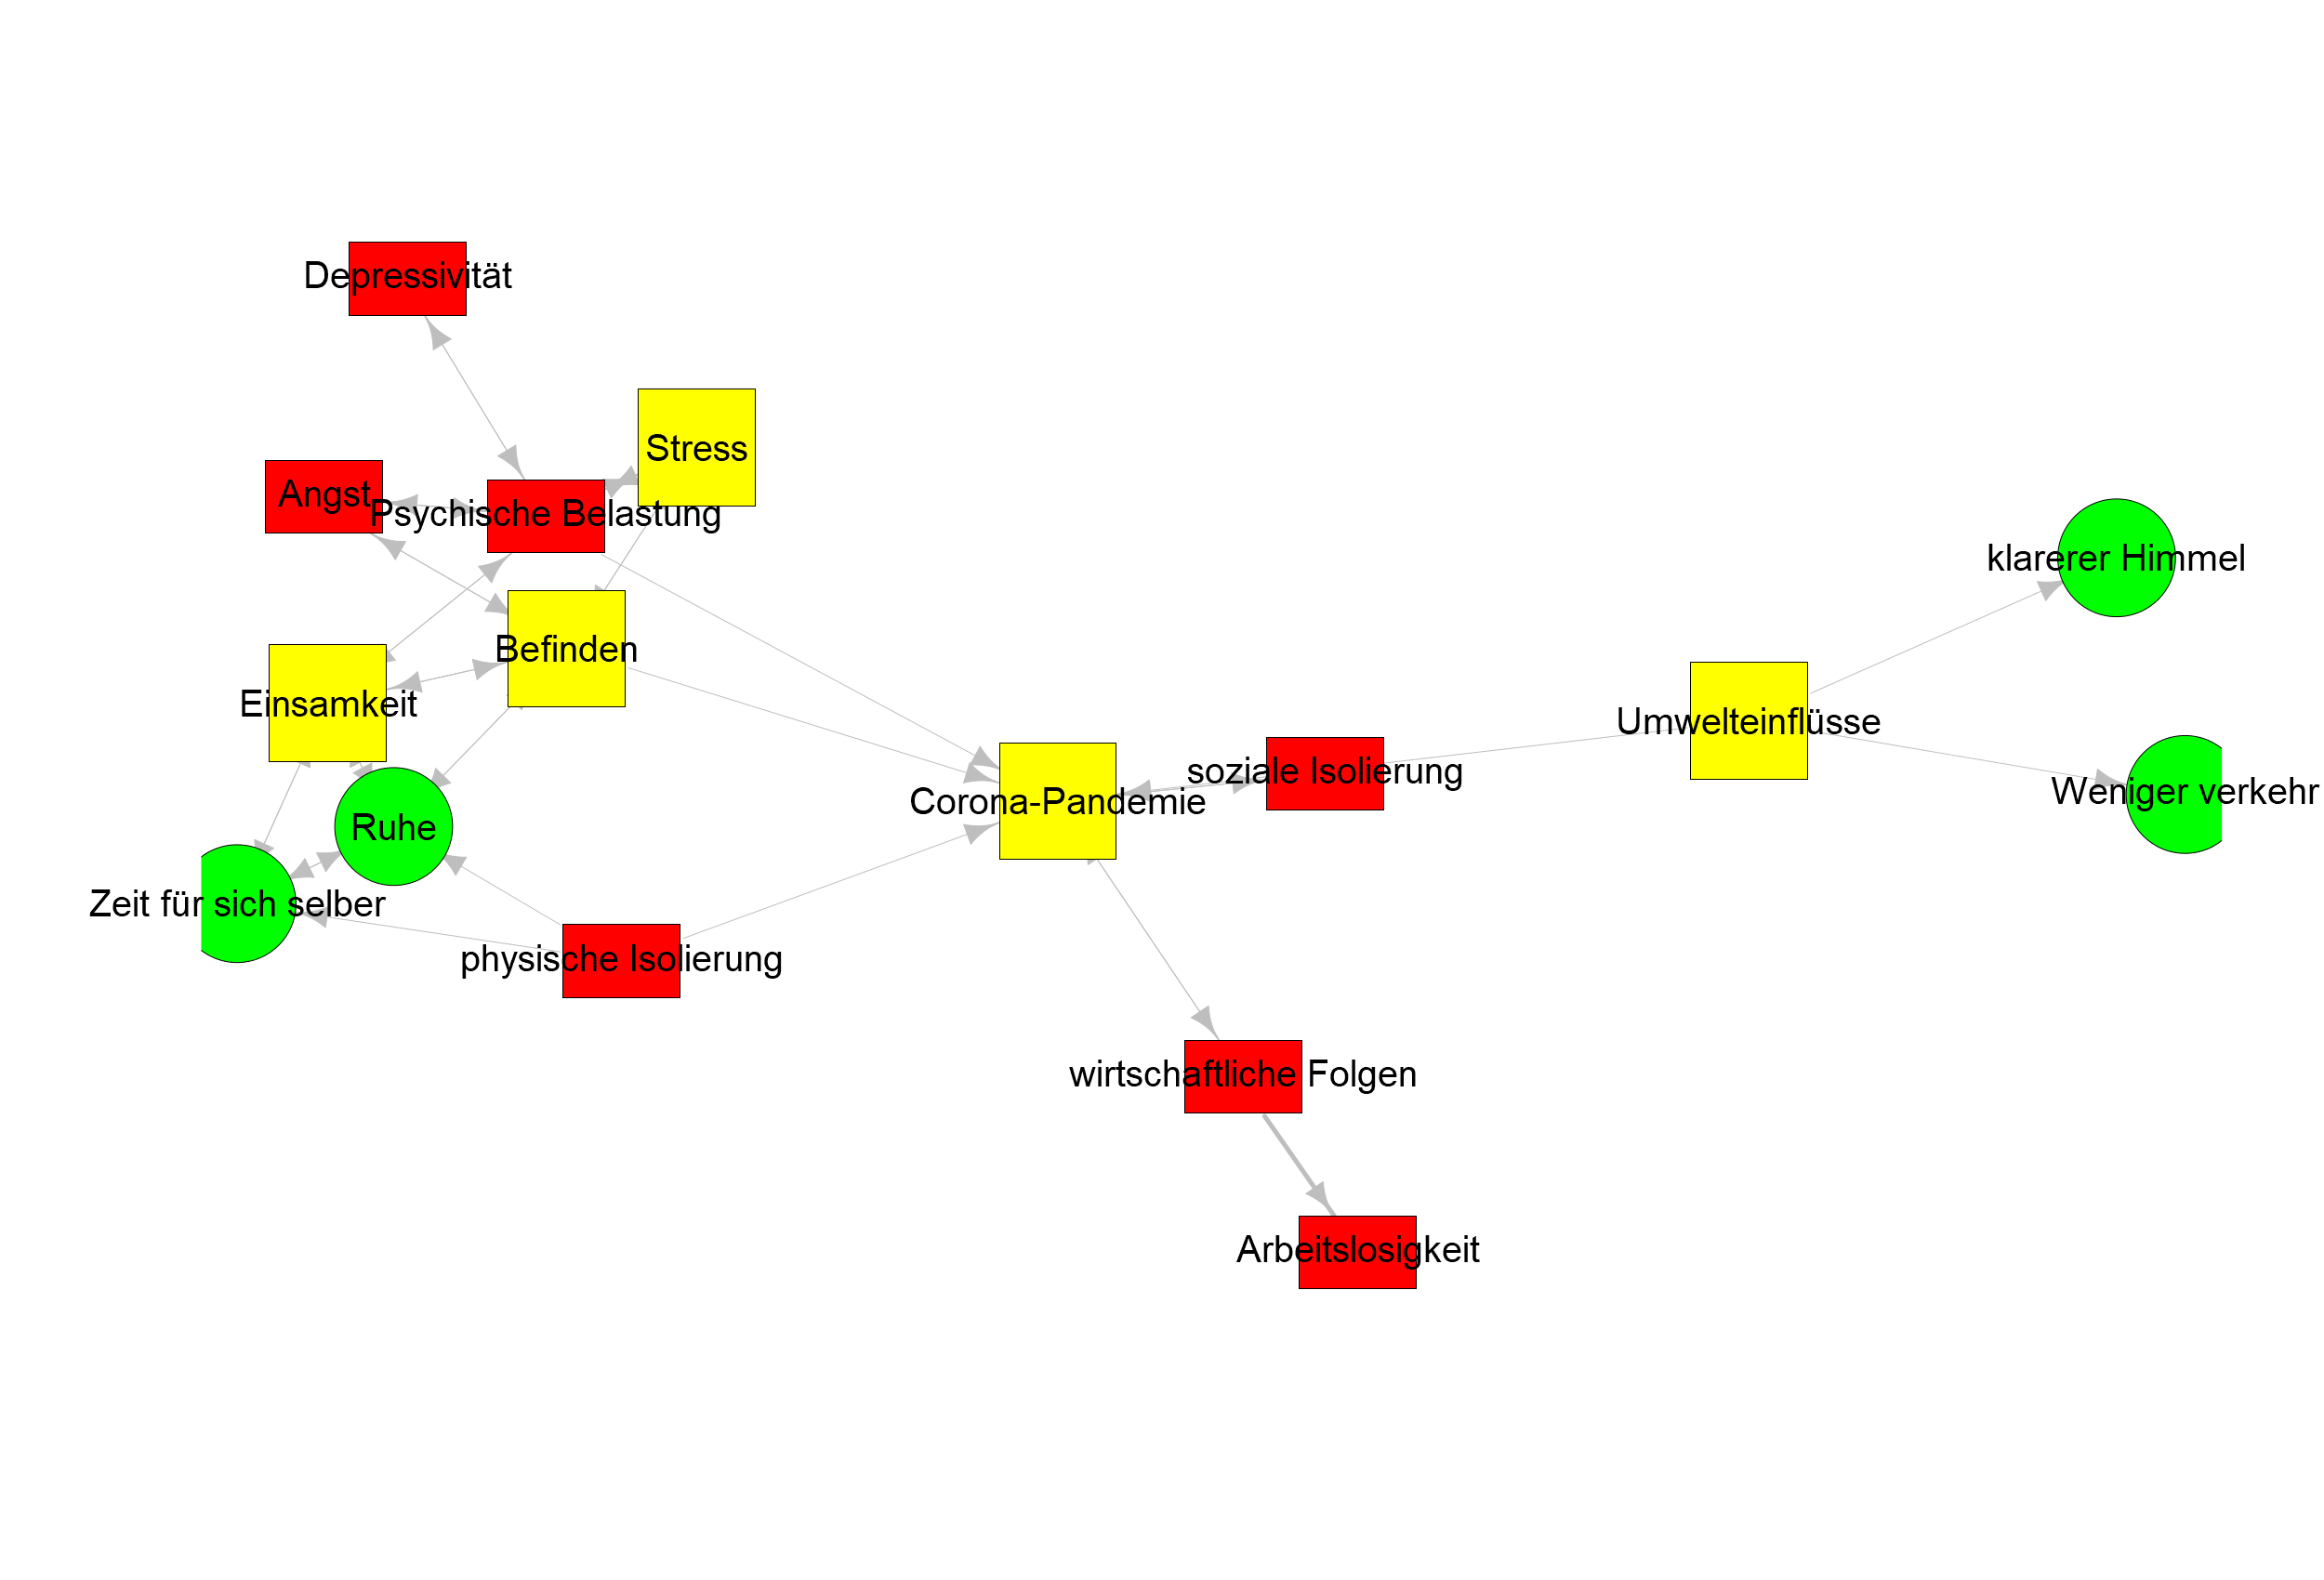 Depressivität
Stress
Angst
Psychische Belastung
klarerer Himmel
Befinden
Einsamkeit
Umwelteinflüsse
soziale Isolierung
Weniger verkehr
Corona-Pandemie
Ruhe
Zeit für sich selber
physische Isolierung
wirtschaftliche Folgen
Arbeitslosigkeit